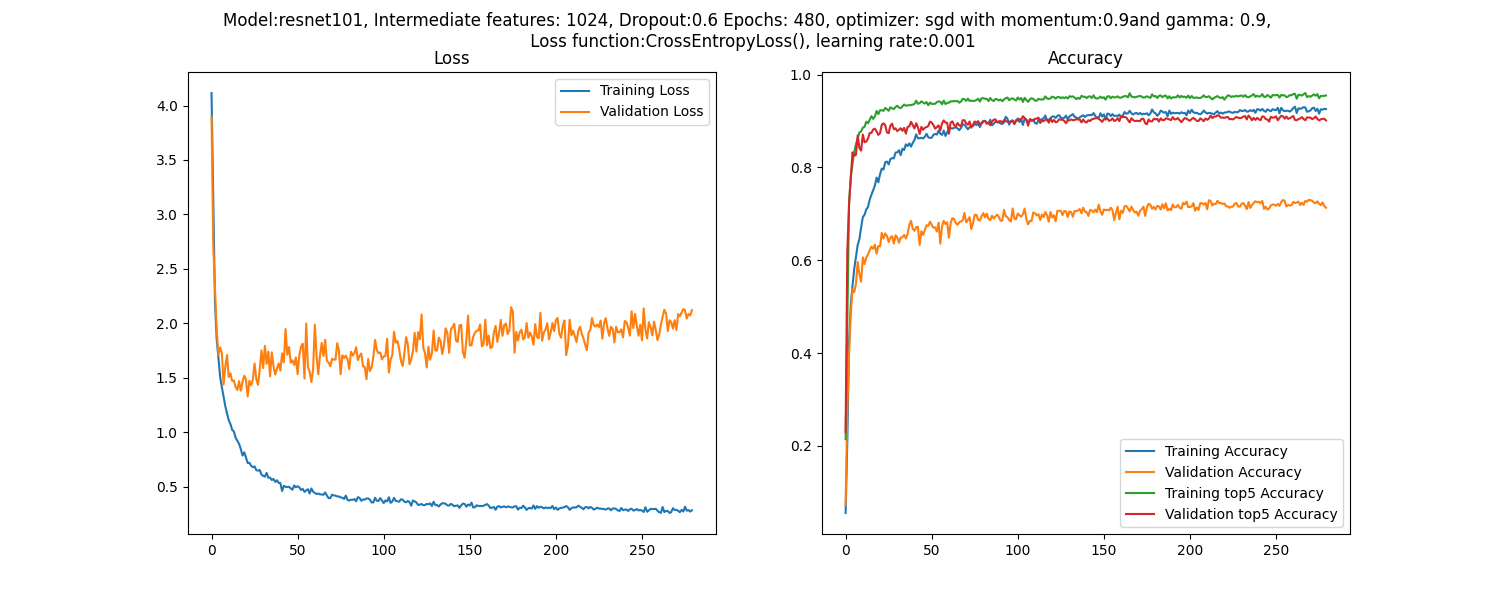 Model:resnet101, Intermediate features: 1024, Dropout:0.6 Epochs: 480, optimizer: sgd with momentum:0.9and gamma: 0.9,
Loss function:CrossEntropyLoss(), learning rate:0.001
Loss
Training Loss
Validation Loss
4.0
3.5
3.0
2.5
2.0
1.5
1.0
0.5
0 50 100 150 200 250
Accuracy
1.0
0.8
0.6
0.4
0.2
Training Accuracy
Validation Accuracy
Training top5 Accuracy
Validation top5 Accuracy
0 50 100 150 200 250